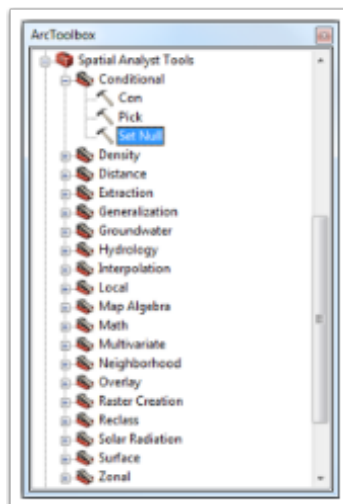 ArcToolbox
Spatial Analyst Tools
Conditional
Con
Pick
Set Null
Density
Distance
Extraction
Generalization
Groundwater
Hydrology
Interpolation
Local
Map Algebra
Math
Multivariate
Neighborhood
Overlay
Raster Creation
Reclass
Solar Radiation
Surface
Zonal